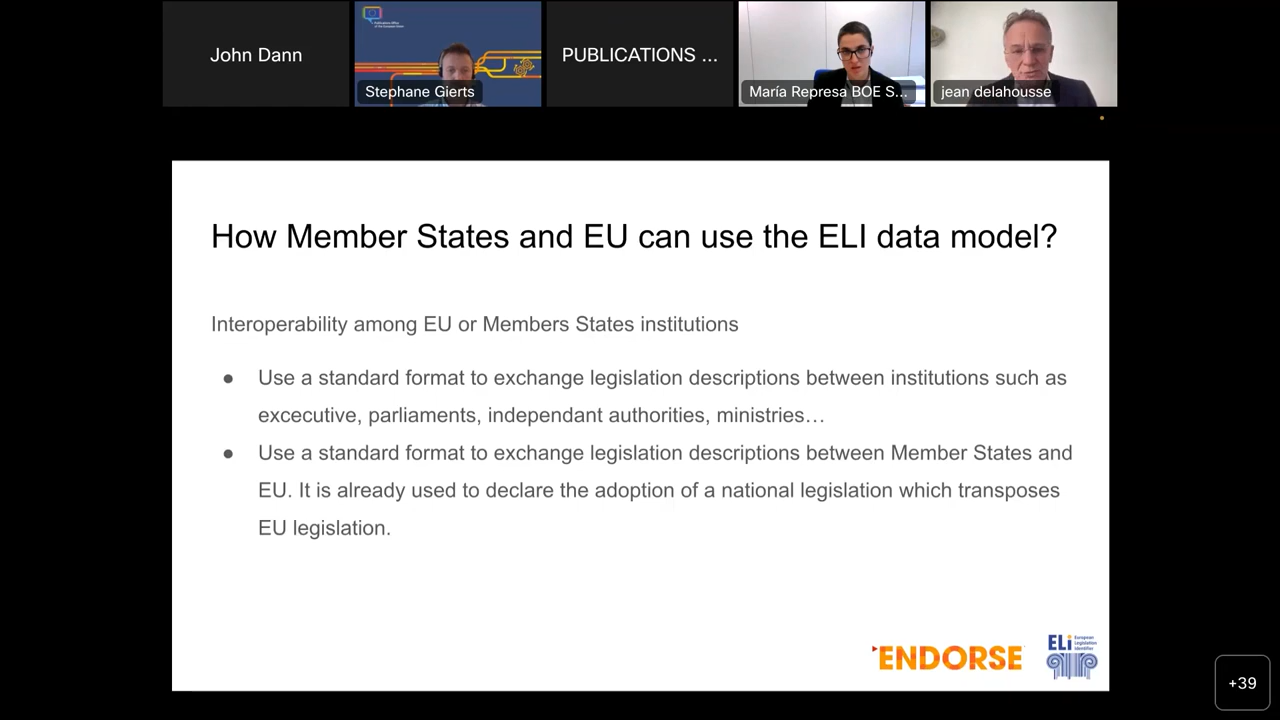 John Dann
Stephane Gierts
PUBLICATIONS ...
María Represa BOE S...
jean delahousse
How Member States and EU can use the ELI data model?
Interoperability among EU or Members States institutions
● Use a standard format to exchange legislation descriptions between institutions such as
excecutive, parliaments, independant authorities, ministries…
● Use a standard format to exchange legislation descriptions between Member States and
EU. It is already used to declare the adoption of a national legislation which transposes
EU legislation.
ENDORSE
ELi
European
Legislation
Identifier
+39